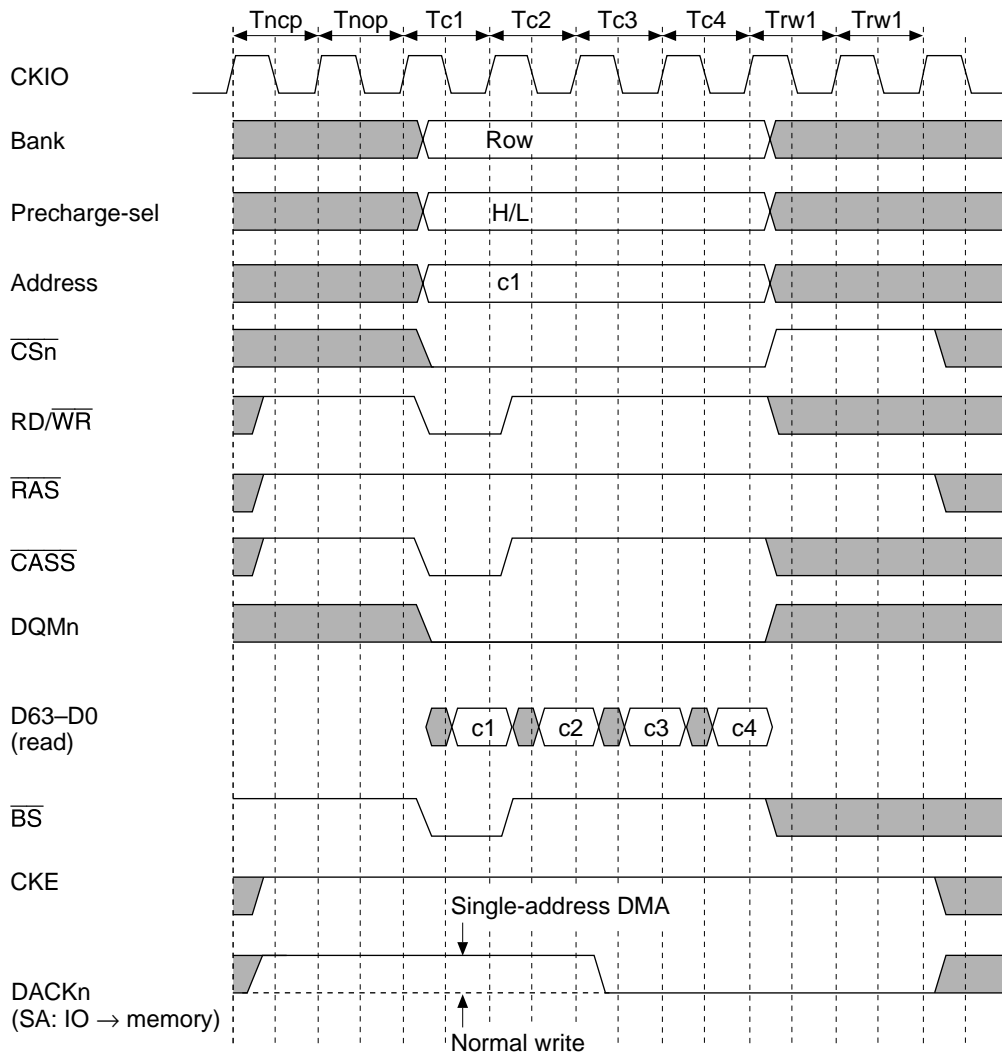 Tncp Tnop Tc1 Tc2 Tc3 Tc4 Trw1 Trw1
CKIO
Bank Row
Precharge-sel H/L
Address c1
CSn
RD/WR
RAS
CASS
DQMn
D63–D0
(read)
c1 c2 c3 c4
BS
CKE
Single-address DMA
DACKn
(SA: IO → memory)
Normal write